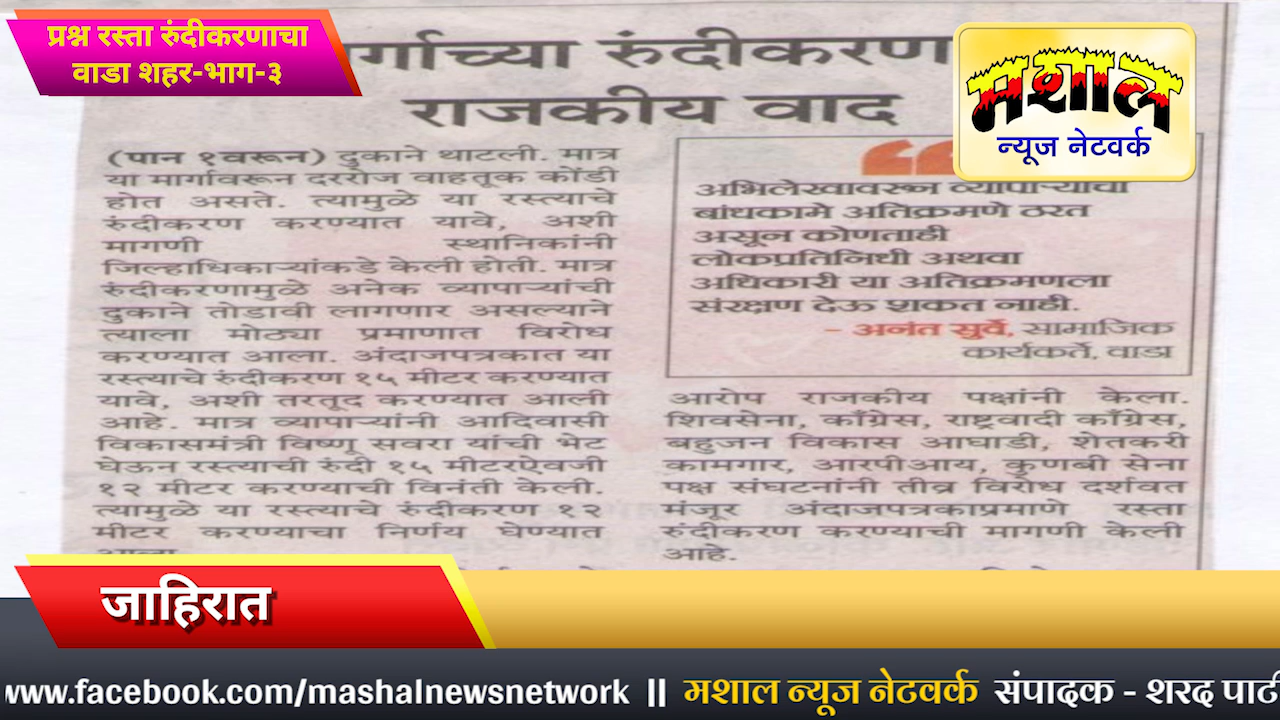 प्रश्न रस्ता रुंदीकरणाचा
वाडा शहर-भाग-३
र्गाच्या रुंदीकरण
राजकीय वाद
मशाल
न्यूज नेटवर्क
(पान १वरून) दुकाने थाटली. मात्र
या मार्गावरून दररोज वाहतूक कोंडी
होत असते. त्यामुळे या रस्त्याचे
रुंदीकरण करण्यात यावे, अशी
मागणी स्थानिकांनी
जिल्हाधिकाऱ्यांकडे केली होती. मात्र
रुंदीकरणामुळे अनेक व्यापाऱ्यांची
दुकाने तोडावी लागणार असल्याने
त्याला मोठ्या प्रमाणात विरोध
करण्यात आला. अंदाजपत्रकात या
रस्त्याचे रुंदीकरण १५ मीटर करण्यात
यावे, अशी तरतूद करण्यात आली
आहे. मात्र व्यापाऱ्यांनी आदिवासी
विकासमंत्री विष्णू सवरा यांची भेट
घेऊन रस्त्याची रुंदी १५ मीटरऐवजी
१२ मीटर करण्याची विनंती केली.
त्यामुळे या रस्त्याचे रुंदीकरण १२
मीटर करण्याचा निर्णय घेण्यात
अभिलेखावरून व्यापाऱ्यांचा
बांधकामे अतिक्रमणे ठरत
असून कोणताही
लोकप्रतिनिधी अथवा
अधिकारी या अतिक्रमणला
संरक्षण देऊ शकत नाही.
- अनंत सुर्वे, सामाजिक
कार्यकर्ते, वाडा
आरोप राजकीय पक्षांनी केला.
शिवसेना, काँग्रेस, राष्ट्रवादी काँग्रेस,
बहुजन विकास आघाडी, शेतकरी
कामगार, आरपीआय, कुणबी सेना
पक्ष संघटनांनी तीव्र विरोध दर्शवत
मंजूर अंदाजपत्रकाप्रमाणे रस्ता
रुंदीकरण करण्याची मागणी केली
आहे.
जाहिरात
www.facebook.com/mashalnewsnetwork || मशाल न्यूज नेटवर्क संपादक - शरद पाटी